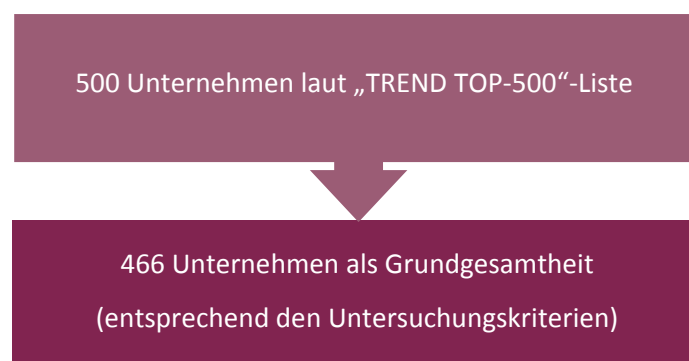 500 Unternehmen laut „TREND TOP-500“-Liste
466 Unternehmen als Grundgesamtheit
(entsprechend den Untersuchungskriterien)